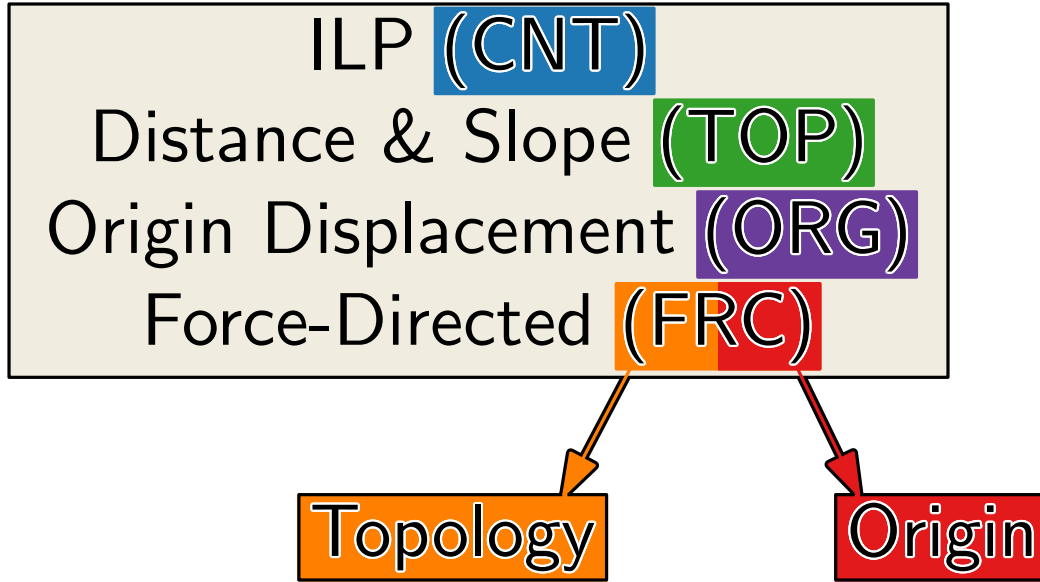 ILP (CNT)
Distance & Slope (TOP)
Origin Displacement (ORG)
Force-Directed (FRC)
Topology
Origin